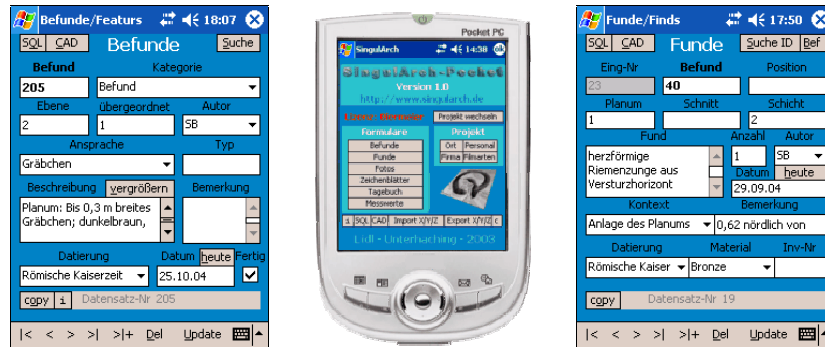 Befunde/Featurs 18:07
SQL CAD Befunde Suche
Befund Kategorie
205 Befund
Ebene übergeordnet Autor
2 1 SB
Ansprache Typ
Gräbchen
Beschreibung vergrößern Bemerkung
Planum: Bis 0,3 m breites
Gräbchen; dunkelbraun,
Datierung Datum heute Fertig
Römische Kaiserzeit 25.10.04
copy i Datensatz-Nr 205
|< < > >| >|+ Del Update
Pocket PC
SingulArch 14:38 ok
SingulArch-Pocket
Version 1.0
http://www.singularch.de
Projekt wechseln
Formulare Projekt
Befunde Ort Personal
Funde Firma Filmarten
Fotos
Zeichenblätter
Tagebuch
Messwerte
i SQL CAD Import X/Y/Z Export X/Y/Z c
Lidl - Unterhaching - 2003
Funde/Finds 17:50
SQL CAD Funde Suche ID Bef
Eing-Nr Befund Position
23 40
Planum Schnitt Schicht
1 2
Fund Anzahl Autor
herzförmige 1 SB
Riemenzunge aus Datum heute
Versturzhorizont 29.09.04
Kontext Bemerkung
Anlage des Planums 0,62 nördlich von
Datierung Material Inv-Nr
Römische Kaiser Bronze
copy Datensatz-Nr 19
|< < > >| >|+ Del Update